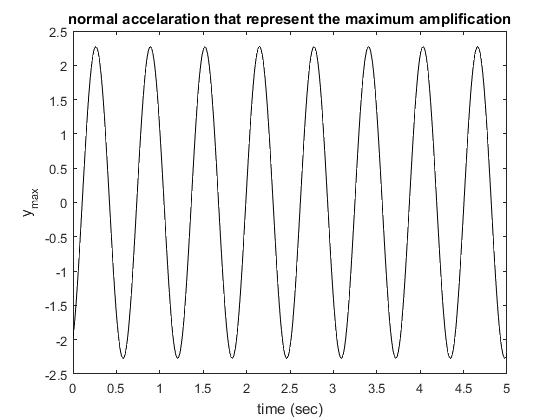 normal accelaration that represent the maximum amplification
2.5
2
1.5
1
0.5
0
-0.5
-1
-1.5
-2
-2.5
y_max
0 0.5 1 1.5 2 2.5 3 3.5 4 4.5 5
time (sec)